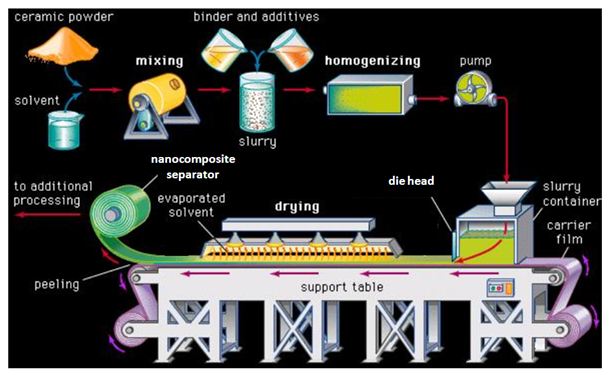 ceramic powder
binder and additives
mixing
homogenizing
pump
solvent
slurry
nanocomposite
separator
to additional
processing
evaporated
solvent
drying
die head
slurry
container
carrier
film
peeling
support table